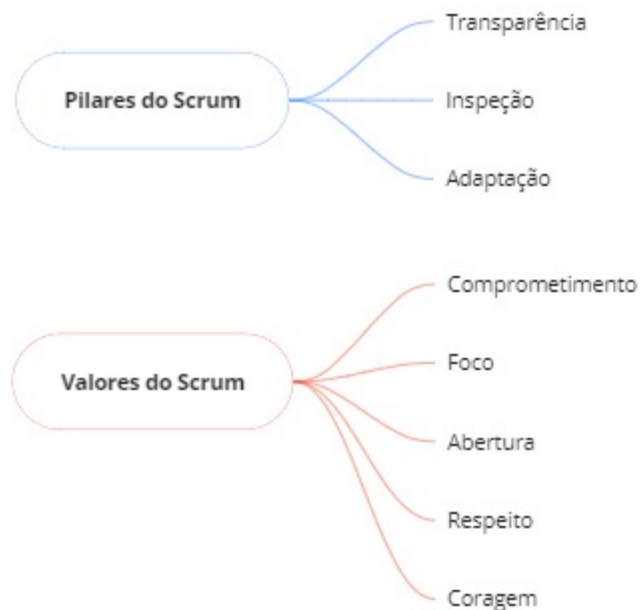 Pilares do Scrum
Transparência
Inspeção
Adaptação
Valores do Scrum
Comprometimento
Foco
Abertura
Respeito
Coragem